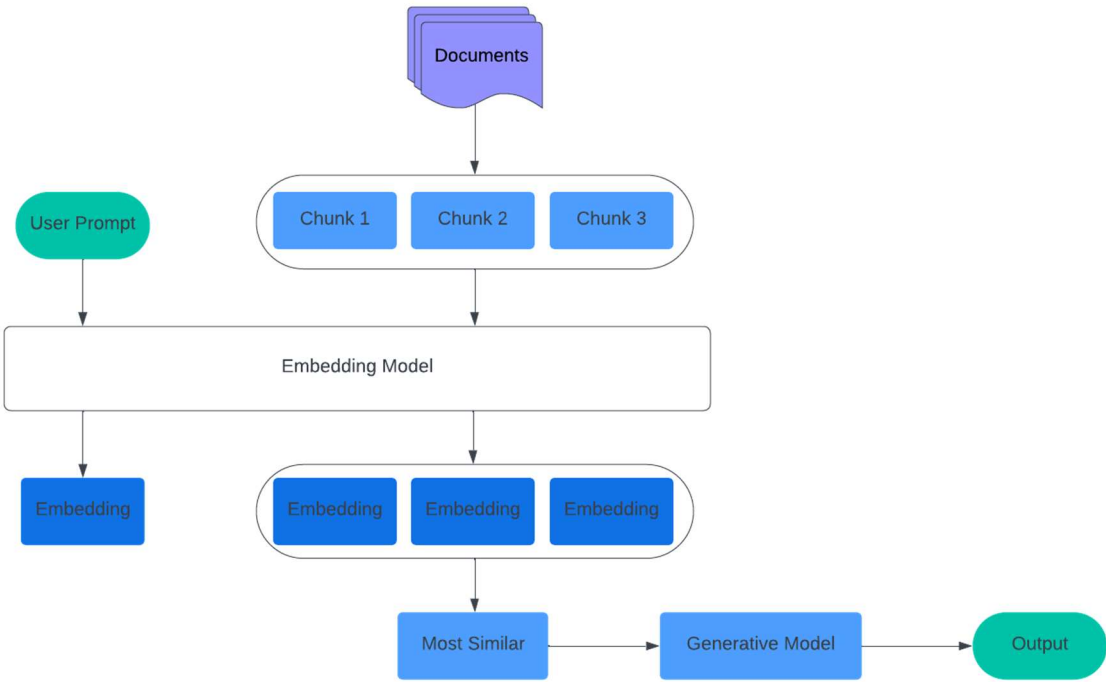 Documents
Chunk 1
Chunk 2
Chunk 3
User Prompt
Embedding Model
Embedding
Embedding
Embedding
Embedding
Most Similar
Generative Model
Output